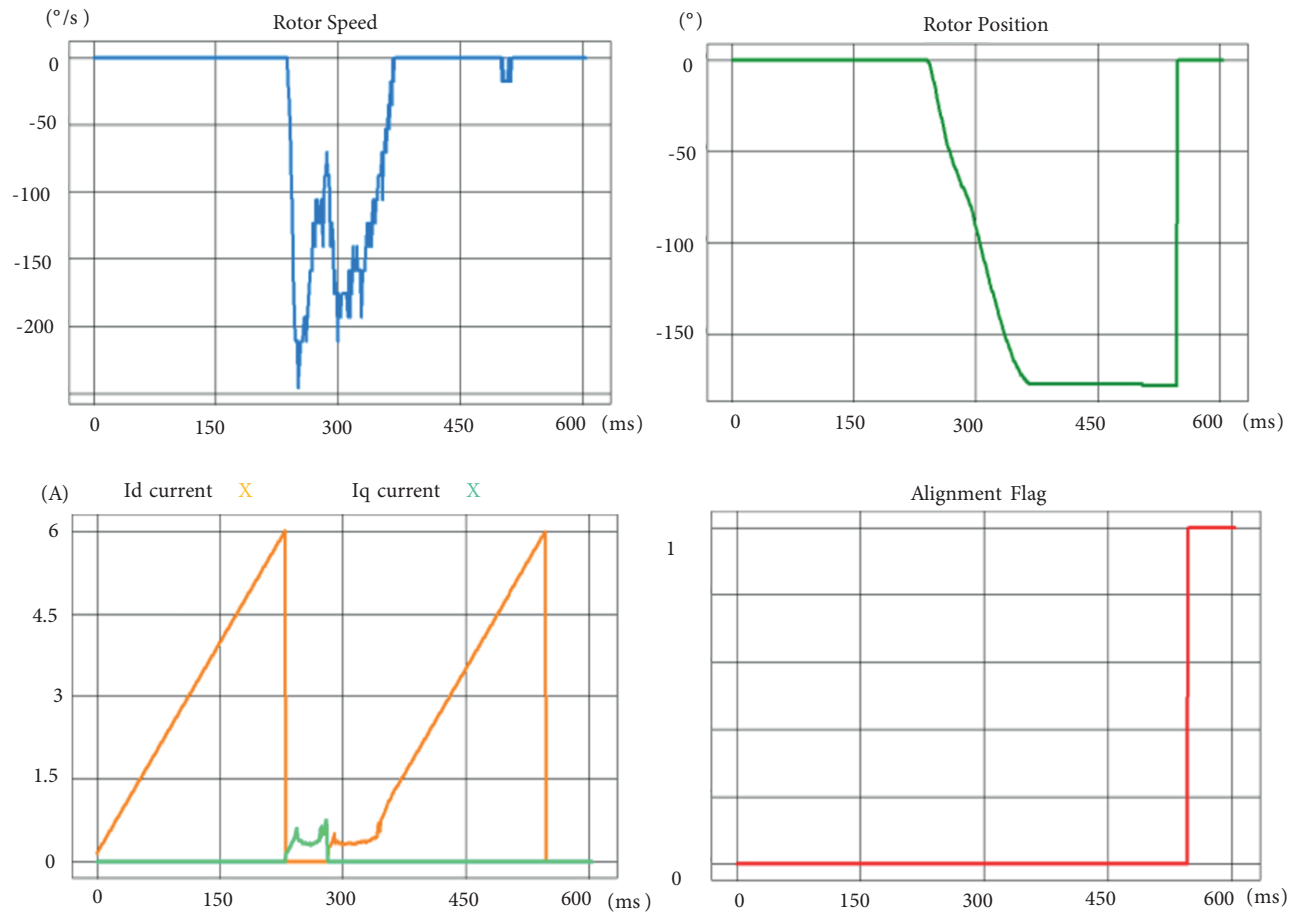 (°/s )
Rotor Speed
0
-50
-100
-150
-200
0 150 300 450 600 (ms)
(°)
Rotor Position
0
-50
-100
-150
0 150 300 450 600 (ms)
(A)
Id current X Iq current X
6
4.5
3
1.5
0
0 150 300 450 600 (ms)
Alignment Flag
1
0
0 150 300 450 600 (ms)